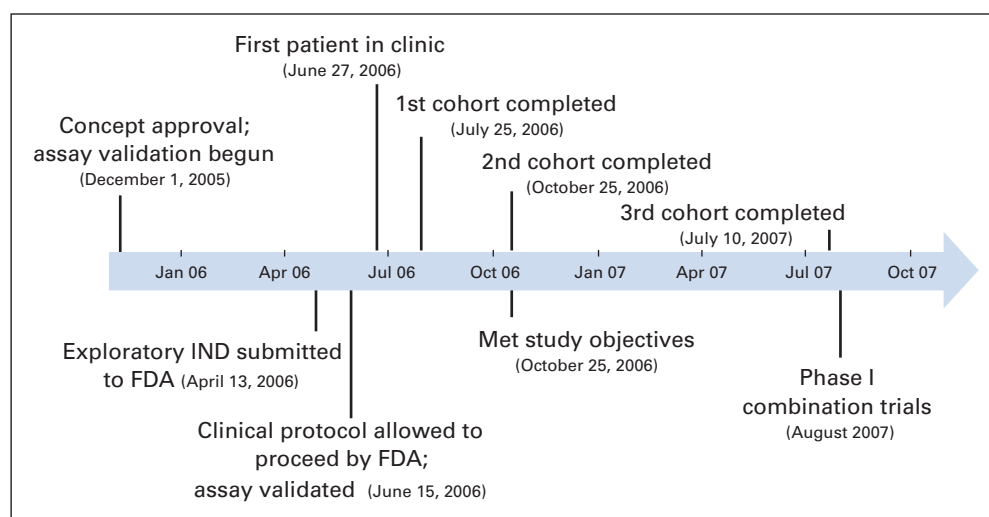 First patient in clinic
(June 27, 2006)
1st cohort completed
(July 25, 2006)
Concept approval;
assay validation begun
(December 1, 2005)
2nd cohort completed
(October 25, 2006)
3rd cohort completed
(July 10, 2007)
Jan 06 Apr 06 Jul 06 Oct 06 Jan 07 Apr 07 Jul 07 Oct 07
Exploratory IND submitted
to FDA (April 13, 2006)
Met study objectives
(October 25, 2006)
Phase I
combination trials
(August 2007)
Clinical protocol allowed to
proceed by FDA;
assay validated (June 15, 2006)